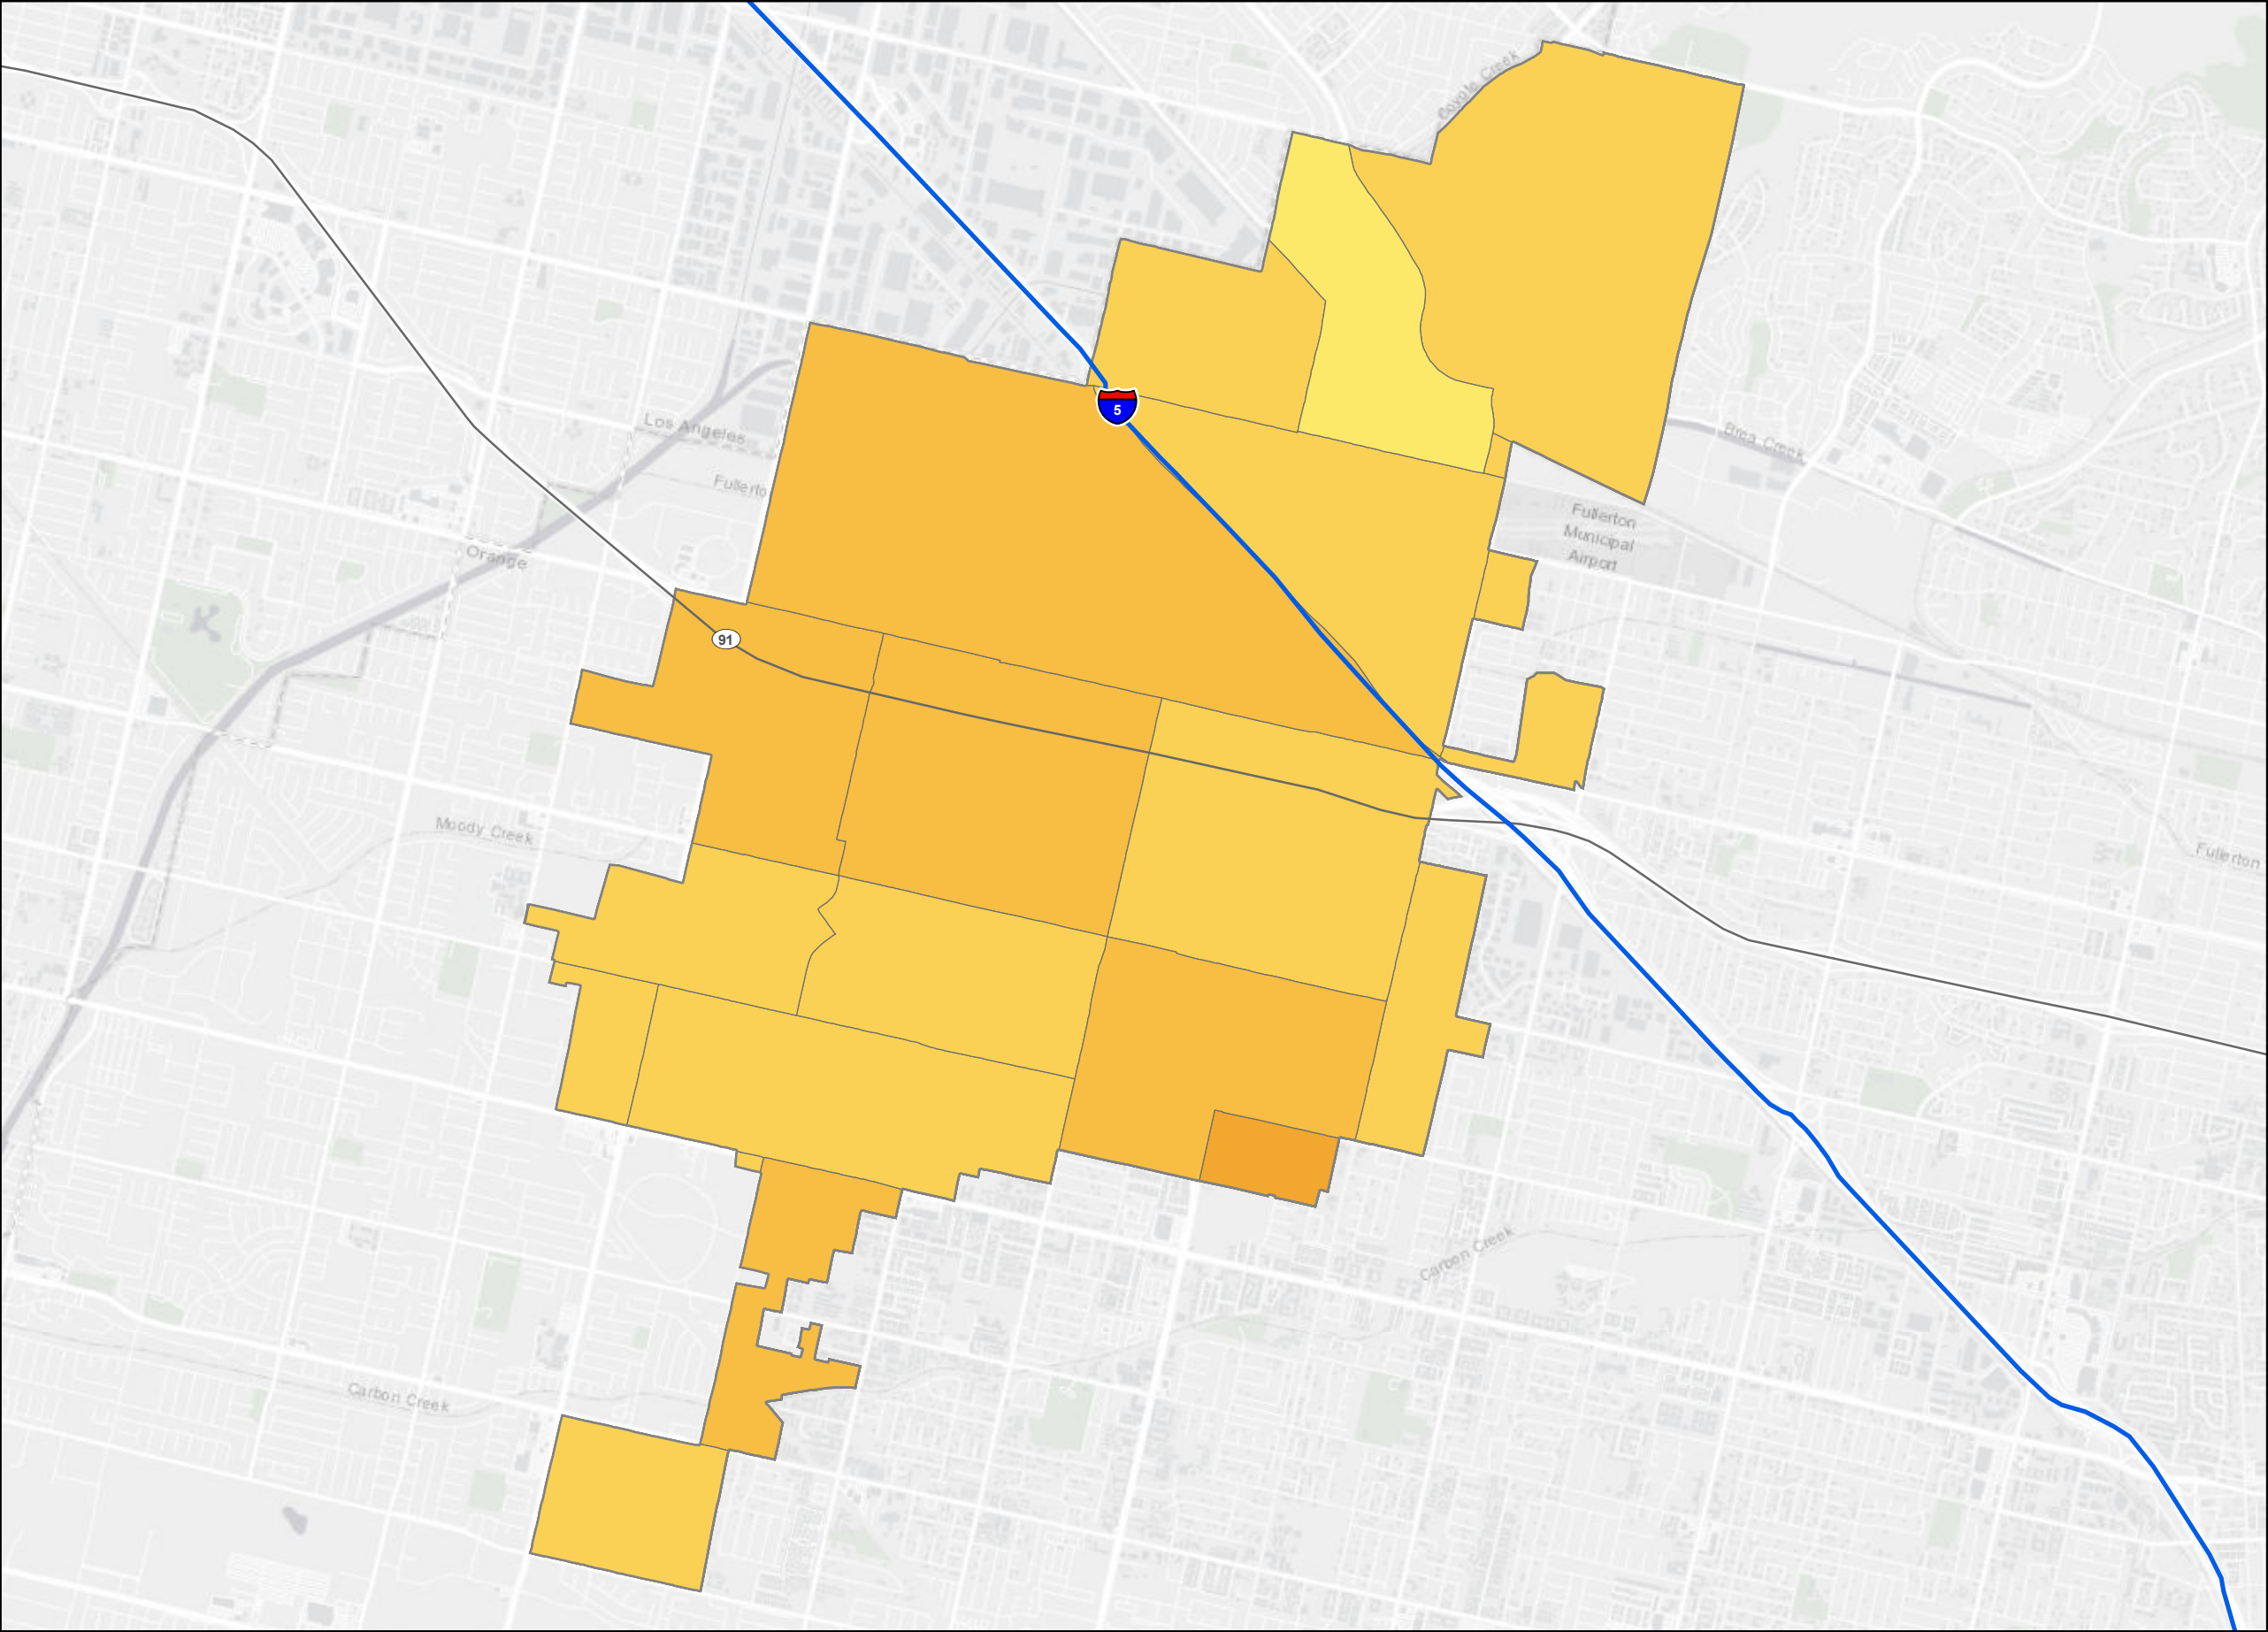 Coyote Creek
5
Los Angeles
Brea Creek
Fullerto
Fullerton
Municipal
Airport
Orange
91
Moody Creek
Fullerton
Carbon Creek
Carbon Creek